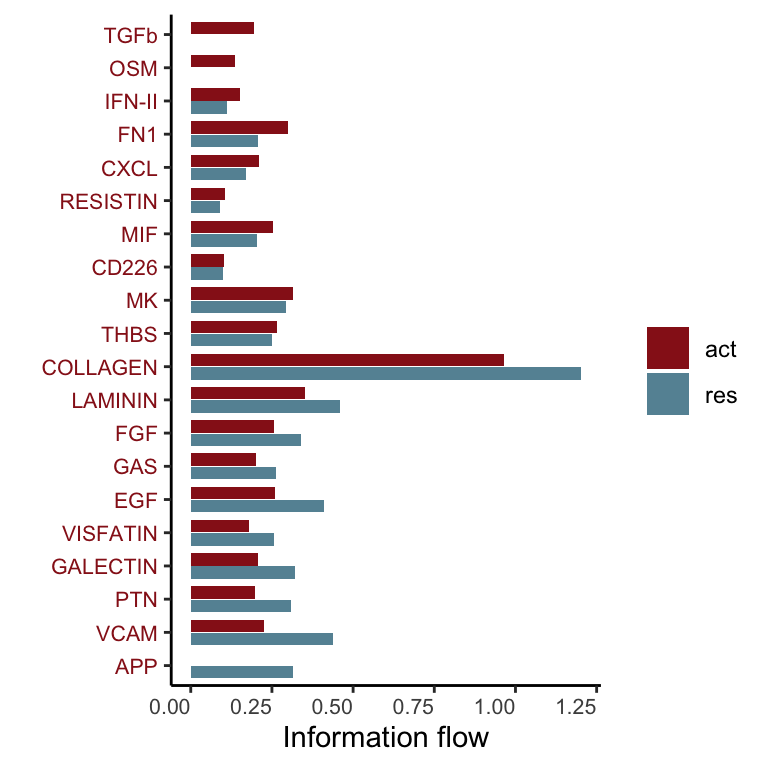 TGFb
OSM
IFN-II
FN1
CXCL
RESISTIN
MIF
CD226
MK
THBS
COLLAGEN
LAMININ
FGF
GAS
EGF
VISFATIN
GALECTIN
PTN
VCAM
APP
0.00 0.25 0.50 0.75 1.00 1.25
Information flow
act
res